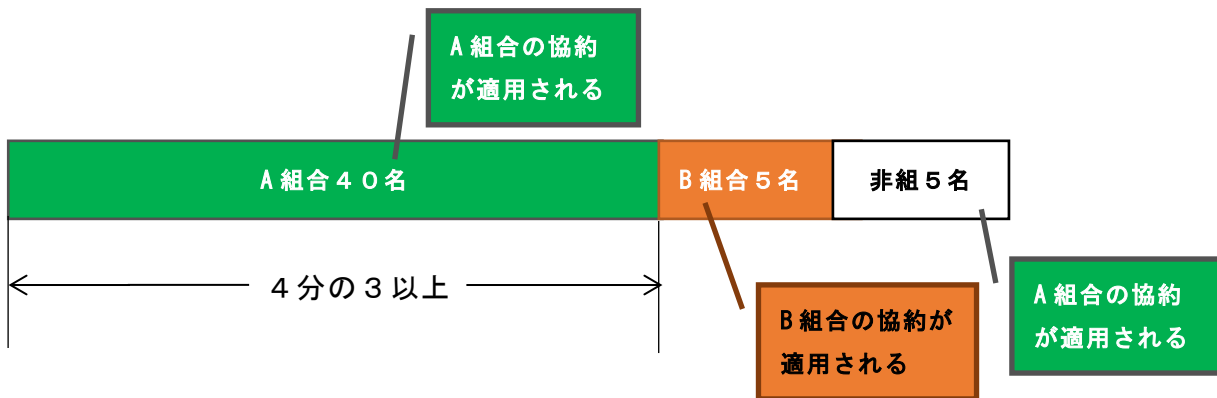 A組合の協約
が適用される
A組合40名
B組合5名
非組5名
4分の3以上
B組合の協約が
適用される
A組合の協約
が適用される